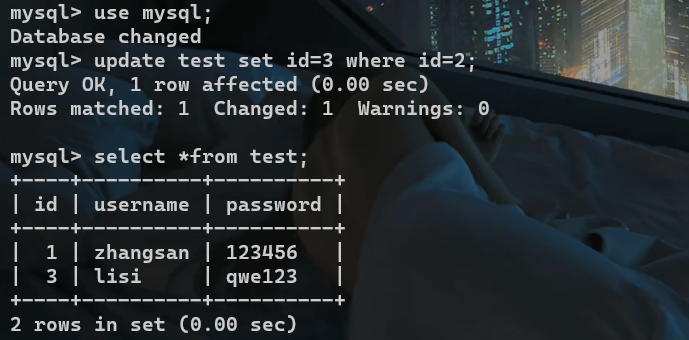 mysql> use mysql;
Database changed
mysql> update test set id=3 where id=2;
Query OK, 1 row affected (0.00 sec)
Rows matched: 1  Changed: 1  Warnings: 0

mysql> select *from test;
+----+----------+----------+
| id | username | password |
+----+----------+----------+
|  1 | zhangsan | 123456   |
|  3 | lisi     | qwe123   |
+----+----------+----------+
2 rows in set (0.00 sec)